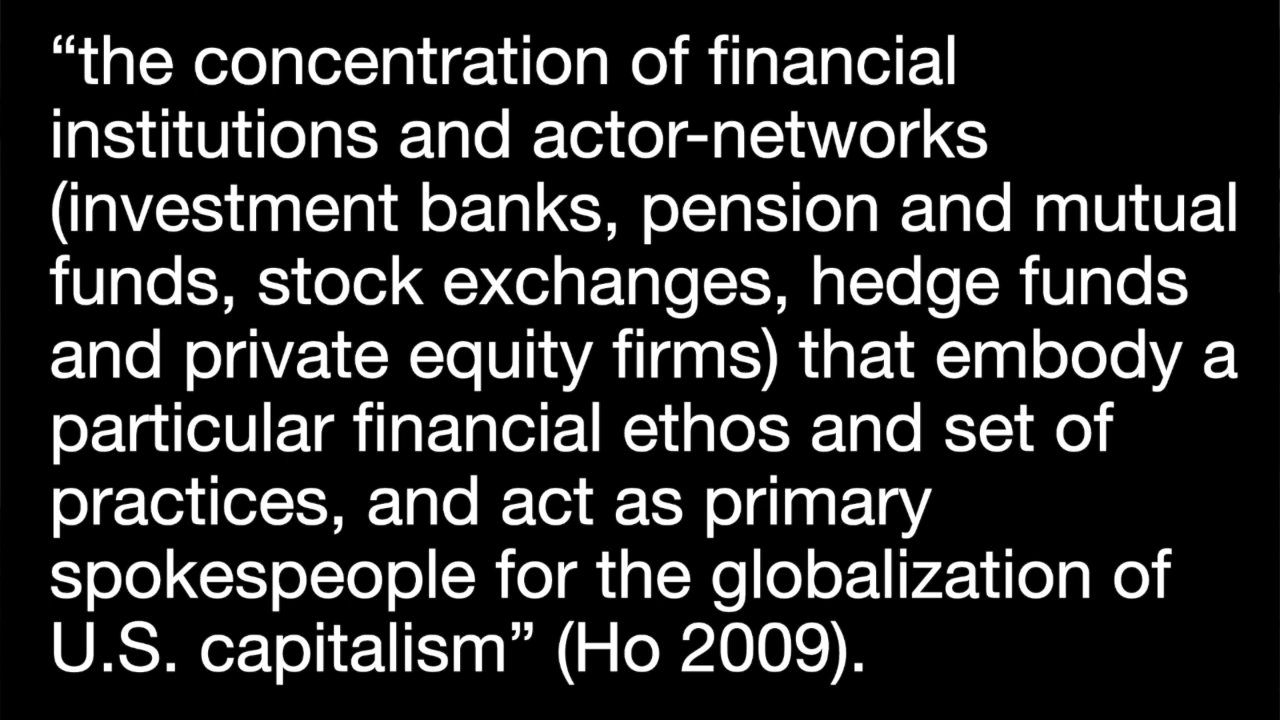 “the concentration of financial
institutions and actor-networks
(investment banks, pension and mutual
funds, stock exchanges, hedge funds
and private equity firms) that embody a
particular financial ethos and set of
practices, and act as primary
spokespeople for the globalization of
U.S. capitalism” (Ho 2009).